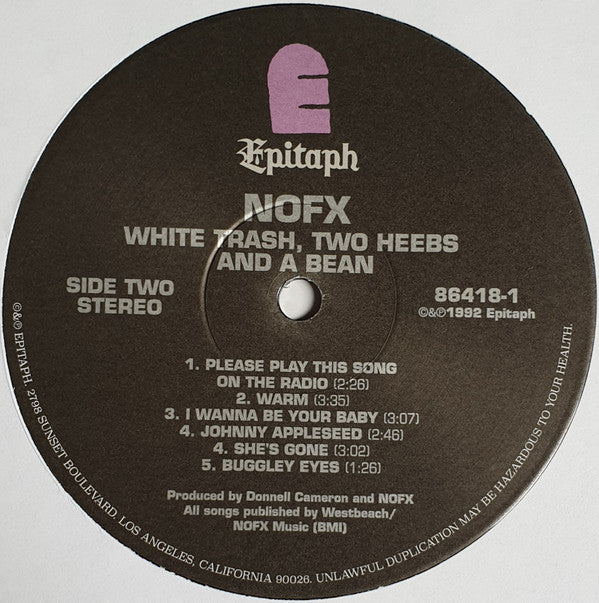 E
Epitaph
NOFX
WHITE TRASH, TWO HEEBS
AND A BEAN
SIDE TWO
STEREO
86418-1
©&℗1992 Epitaph
1. PLEASE PLAY THIS SONG
ON THE RADIO (2:26)
2. WARM (3:35)
3. I WANNA BE YOUR BABY (3:07)
4. JOHNNY APPLESEED (2:46)
4. SHE'S GONE (3:02)
5. BUGGLEY EYES (1:26)
Produced by Donnell Cameron and NOFX
All songs published by Westbeach/
NOFX Music (BMI)
©&℗ EPITAPH. 2798 SUNSET BOULEVARD, LOS ANGELES, CALIFORNIA 90026. UNLAWFUL DUPLICATION MAY BE HAZARDOUS TO YOUR HEALTH.